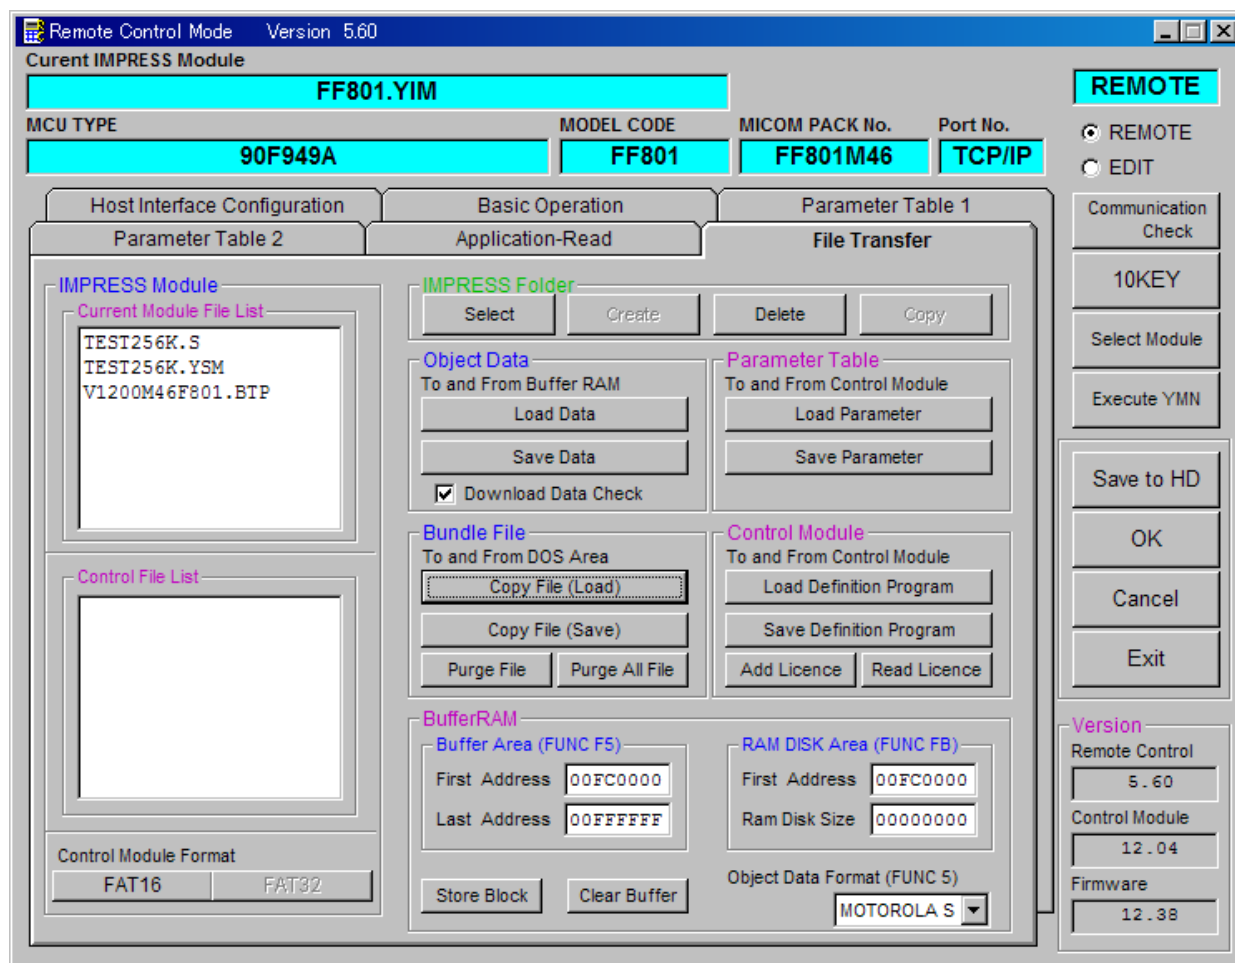 Remote Control Mode Version 5.60
Curent IMPRESS Module
FF801.YIM
REMOTE
MCU TYPE
MODEL CODE
MICOM PACK No.
Port No.
90F949A
FF801
FF801M46
TCP/IP
REMOTE
EDIT
Host Interface Configuration
Basic Operation
Parameter Table 1
Parameter Table 2
Application-Read
File Transfer
IMPRESS Module
Current Module File List
TEST256K.S
TEST256K.YSM
V1200M46F801.BTP
Control File List
Control Module Format
FAT16
FAT32
IMPRESS Folder
Select
Create
Delete
Copy
Object Data
To and From Buffer RAM
Load Data
Save Data
Download Data Check
Parameter Table
To and From Control Module
Load Parameter
Save Parameter
Bundle File
To and From DOS Area
Copy File (Load)
Copy File (Save)
Purge File
Purge All File
Control Module
To and From Control Module
Load Definition Program
Save Definition Program
Add Licence
Read Licence
BufferRAM
Buffer Area (FUNC F5)
First Address
00FC0000
Last Address
00FFFFFF
RAM DISK Area (FUNC FB)
First Address
00FC0000
Ram Disk Size
00000000
Store Block
Clear Buffer
Object Data Format (FUNC 5)
MOTOROLA S
Communication
Check
10KEY
Select Module
Execute YMN
Save to HD
OK
Cancel
Exit
Version
Remote Control
5.60
Control Module
12.04
Firmware
12.38